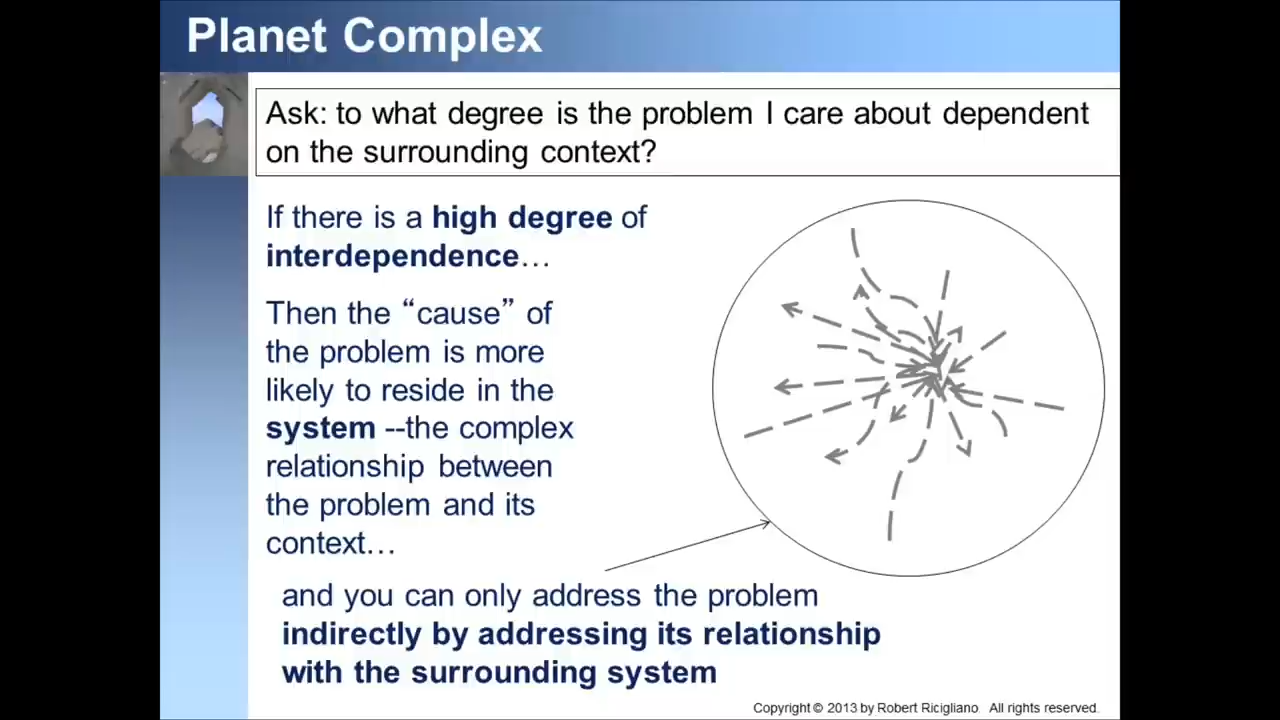 Planet Complex
Ask: to what degree is the problem I care about dependent
on the surrounding context?
If there is a high degree of
interdependence…
Then the “cause” of
the problem is more
likely to reside in the
system --the complex
relationship between
the problem and its
context…
and you can only address the problem
indirectly by addressing its relationship
with the surrounding system
Copyright © 2013 by Robert Ricigliano. All rights reserved.